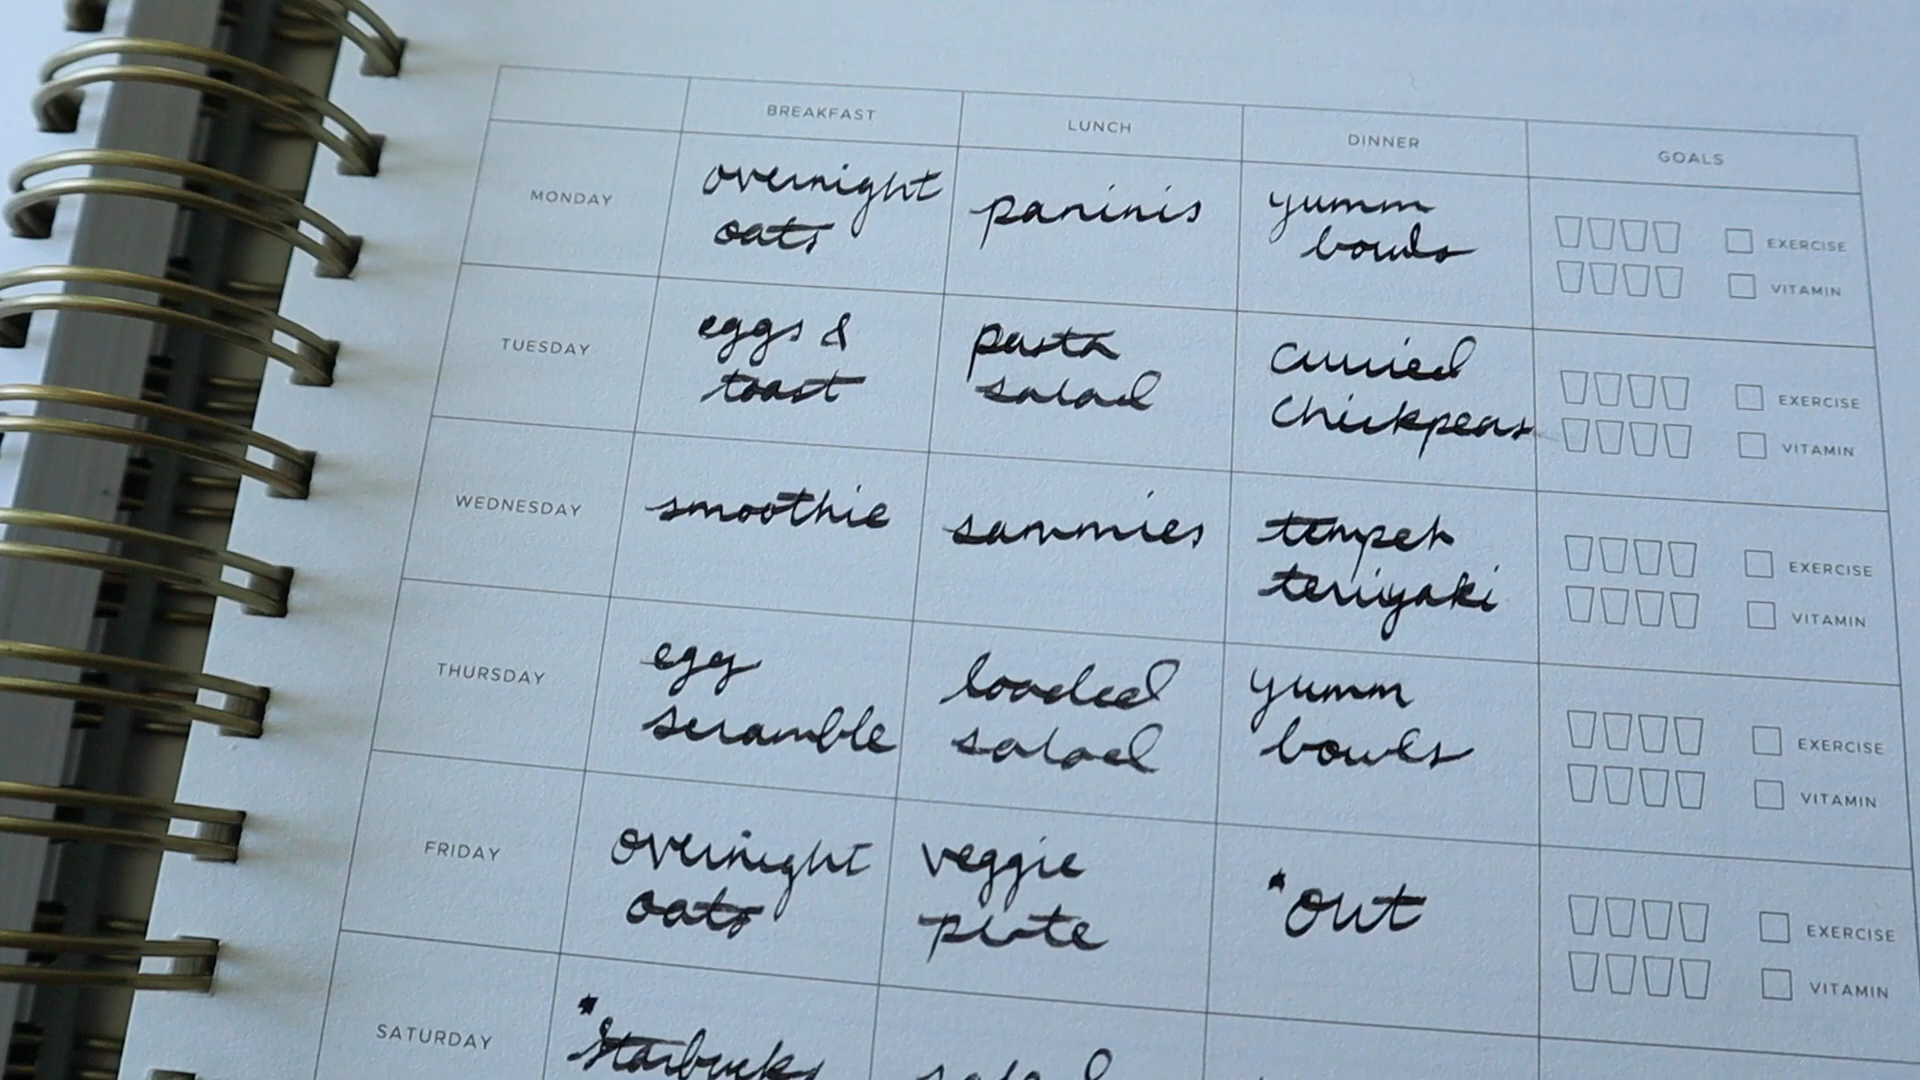 BREAKFAST LUNCH DINNER GOALS
MONDAY
overnight
oats
paninis
yumm
bowls
EXERCISE
VITAMIN
TUESDAY
eggs &
toast
pasta
salad
curried
chickpeas
EXERCISE
VITAMIN
WEDNESDAY
smoothie
sammies
tempeh
teriyaki
EXERCISE
VITAMIN
THURSDAY
egg
scramble
loaded
salad
yumm
bowls
EXERCISE
VITAMIN
FRIDAY
overnight
oats
veggie
plate
*out
EXERCISE
VITAMIN
SATURDAY
*Starbucks